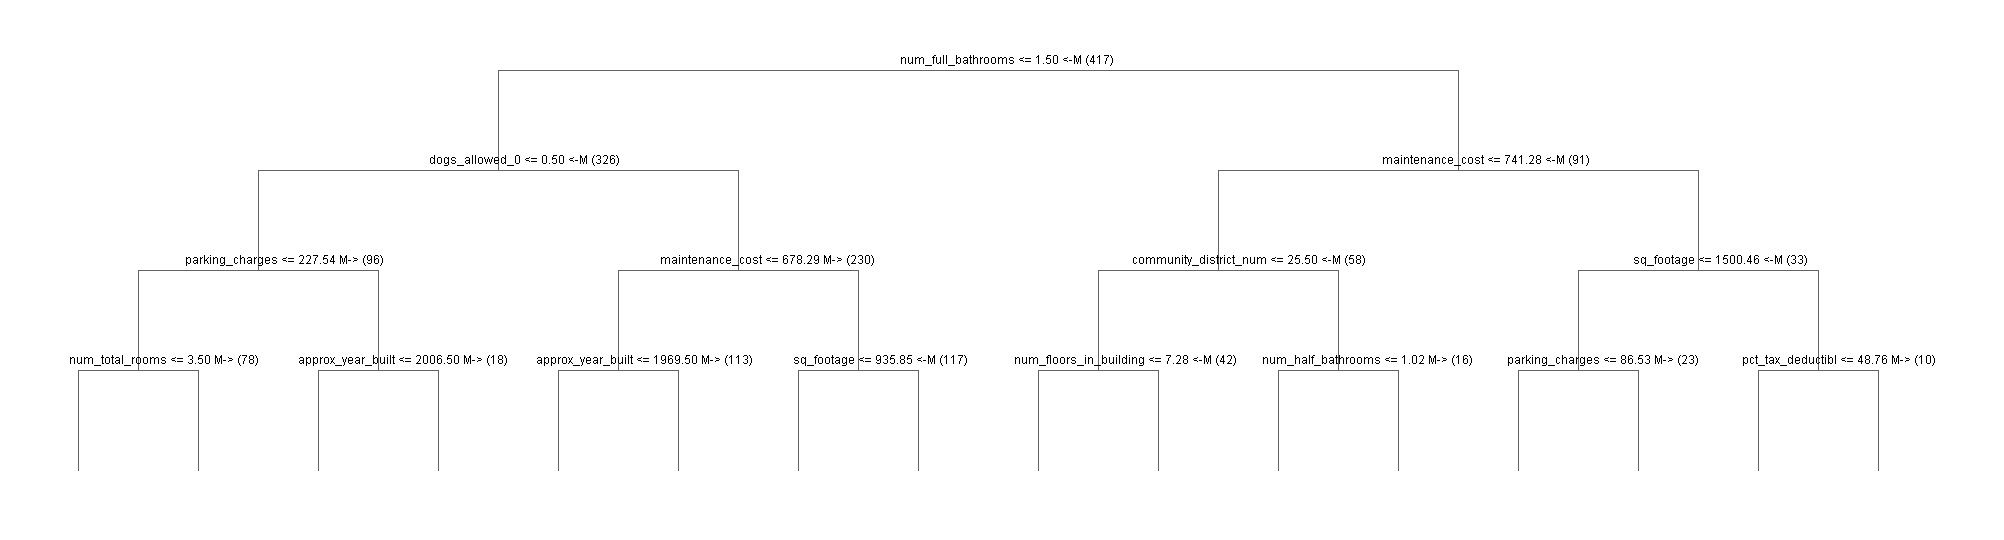 num_full_bathrooms <= 1.50 <-M (417)
dogs_allowed_0 <= 0.50 <-M (326)
maintenance_cost <= 741.28 <-M (91)
parking_charges <= 227.54 M-> (96)
maintenance_cost <= 678.29 M-> (230)
community_district_num <= 25.50 <-M (58)
sq_footage <= 1500.46 <-M (33)
num_total_rooms <= 3.50 M-> (78)
approx_year_built <= 2006.50 M-> (18)
approx_year_built <= 1969.50 M-> (113)
sq_footage <= 935.85 <-M (117)
num_floors_in_building <= 7.28 <-M (42)
num_half_bathrooms <= 1.02 M-> (16)
parking_charges <= 86.53 M-> (23)
pct_tax_deductibl <= 48.76 M-> (10)